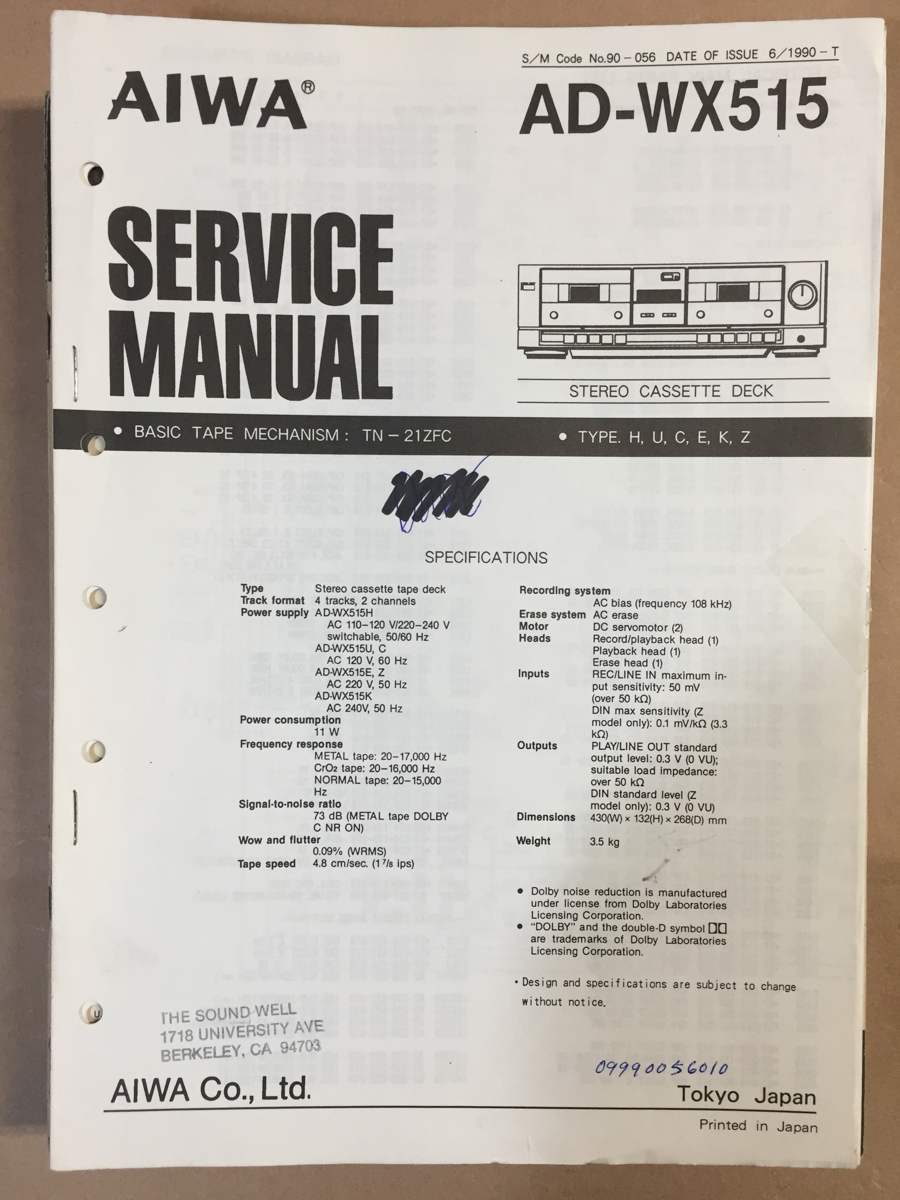 S/M Code No.90-056 DATE OF ISSUE 6/1990-T
AIWA®
AD-WX515
SERVICE
MANUAL
STEREO CASSETTE DECK
• BASIC TAPE MECHANISM: TN-21ZFC
• TYPE. H, U, C, E, K, Z
SPECIFICATIONS
Type Stereo cassette tape deck
Track format 4 tracks, 2 channels
Power supply AD-WX515H
AC 110-120 V/220-240 V
switchable, 50/60 Hz
AD-WX515U, C
AC 120 V, 60 Hz
AD-WX515E, Z
AC 220 V, 50 Hz
AD-WX515K
AC 240V, 50 Hz
Power consumption
11 W
Frequency response
METAL tape: 20-17,000 Hz
CrO2 tape: 20-16,000 Hz
NORMAL tape: 20-15,000
Hz
Signal-to-noise ratio
73 dB (METAL tape DOLBY
C NR ON)
Wow and flutter
0.09% (WRMS)
Tape speed 4.8 cm/sec. (1 7/8 ips)
Recording system
AC bias (frequency 108 kHz)
Erase system AC erase
Motor DC servomotor (2)
Heads Record/playback head (1)
Playback head (1)
Erase head (1)
Inputs REC/LINE IN maximum in-
put sensitivity: 50 mV
(over 50 kΩ)
DIN max sensitivity (Z
model only): 0.1 mV/kΩ (3.3
kΩ)
Outputs PLAY/LINE OUT standard
output level: 0.3 V (0 VU);
suitable load impedance:
over 50 kΩ
DIN standard level (Z
model only): 0.3 V (0 VU)
Dimensions 430(W) × 132(H) × 268(D) mm
Weight 3.5 kg
• Dolby noise reduction is manufactured
under license from Dolby Laboratories
Licensing Corporation.
• "DOLBY" and the double-D symbol
are trademarks of Dolby Laboratories
Licensing Corporation.
• Design and specifications are subject to change
without notice.
THE SOUND WELL
1718 UNIVERSITY AVE
BERKELEY, CA 94703
09990056010
AIWA Co., Ltd.
Tokyo Japan
Printed in Japan